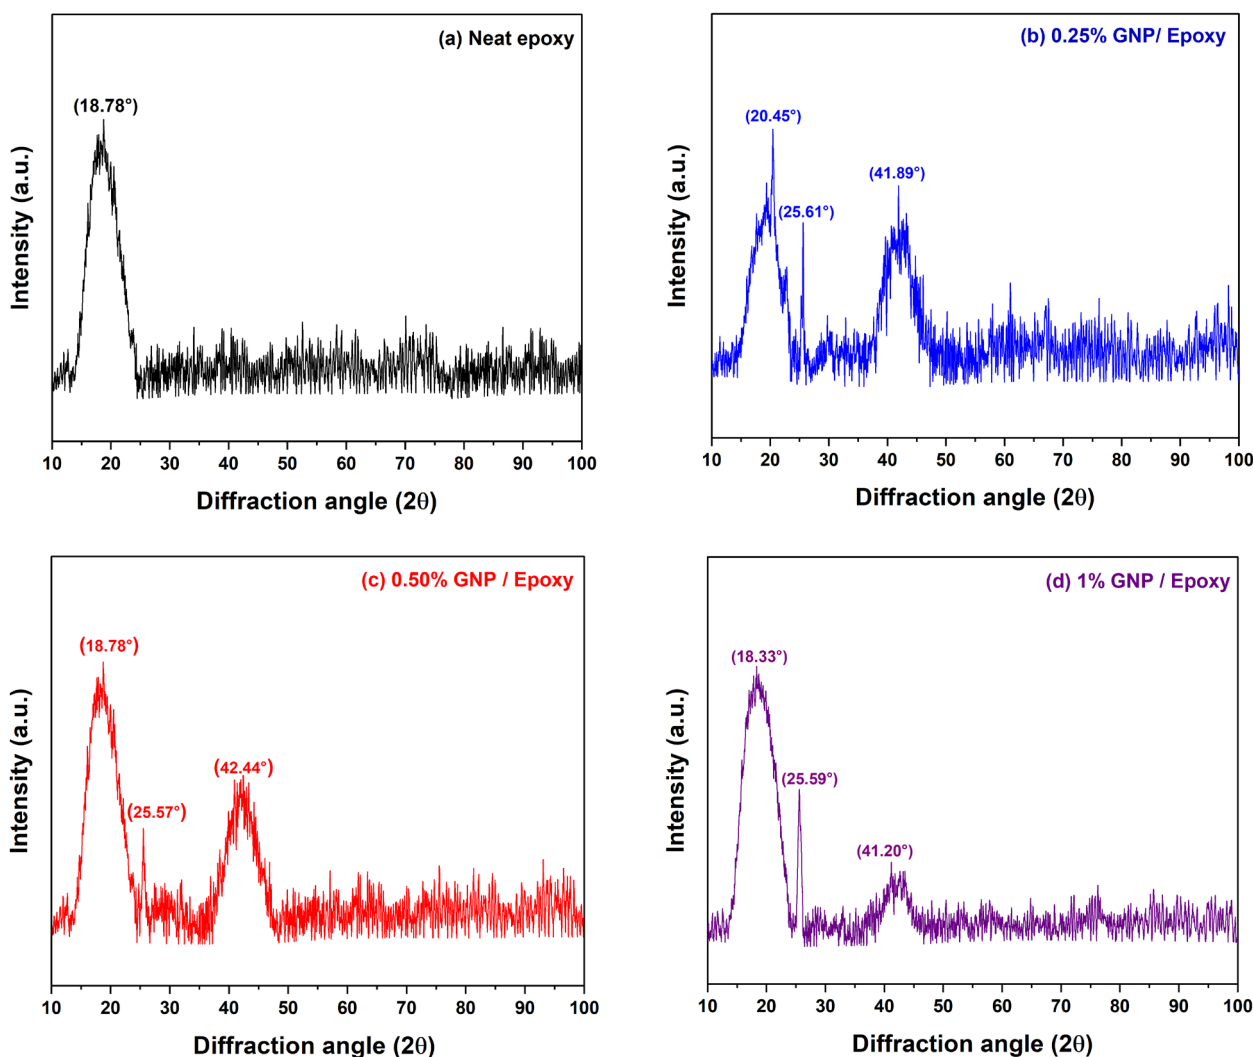 (a) Neat epoxy
(18.78°)
Intensity (a.u.)
10 20 30 40 50 60 70 80 90 100
Diffraction angle (2θ)
(b) 0.25% GNP/ Epoxy
(20.45°)
(41.89°)
(25.61°)
Intensity (a.u.)
10 20 30 40 50 60 70 80 90 100
Diffraction angle (2θ)
(c) 0.50% GNP / Epoxy
(18.78°)
(42.44°)
(25.57°)
Intensity (a.u.)
10 20 30 40 50 60 70 80 90 100
Diffraction angle (2θ)
(d) 1% GNP / Epoxy
(18.33°)
(25.59°)
(41.20°)
Intensity (a.u.)
10 20 30 40 50 60 70 80 90 100
Diffraction angle (2θ)